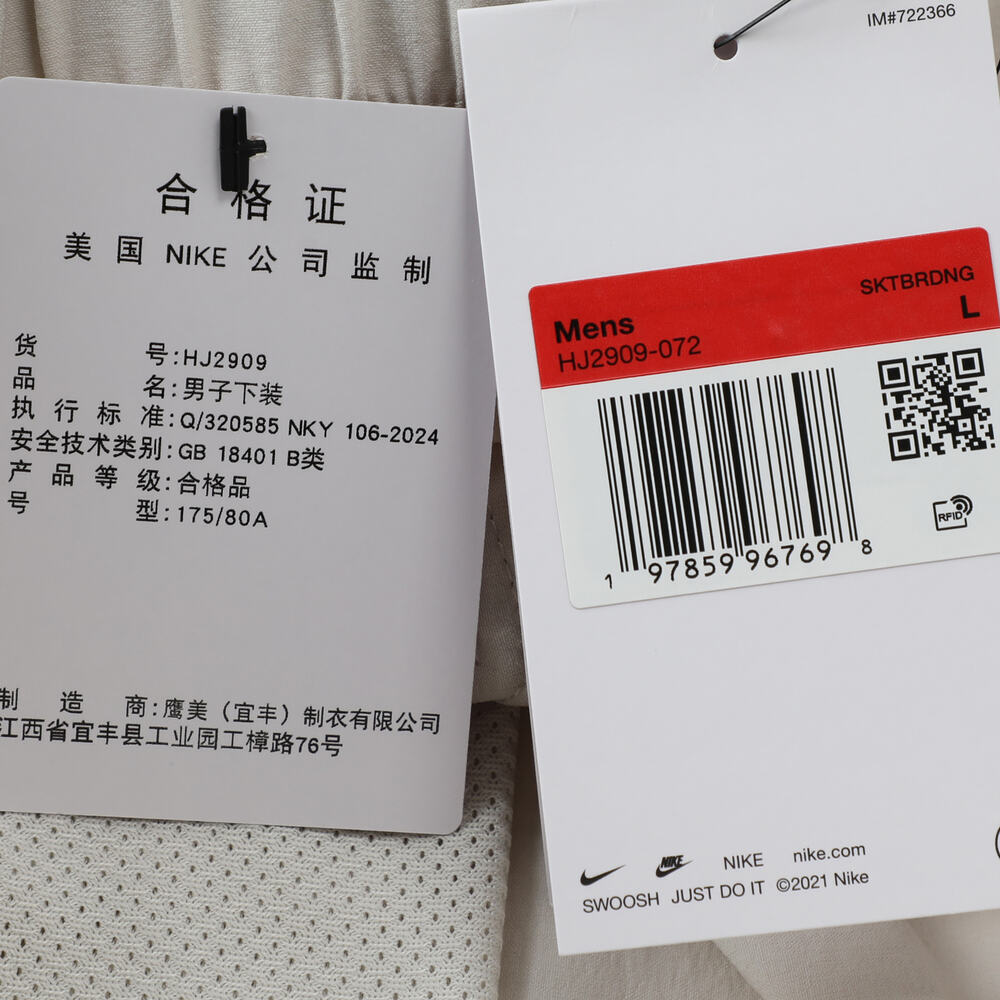 合格证
美国 NIKE 公司监制
货号:HJ2909
品名:男子下装
执行标准:Q/320585 NKY 106-2024
安全技术类别:GB 18401 B类
产品等级:合格品
号型:175/80A
制造商:鹰美（宜丰）制衣有限公司
江西省宜丰县工业园工樟路76号
IM#722366
SKTBRDNG
Mens L
HJ2909-072
RFID
1 97859 96769 8
NIKE NIKE nike.com
SWOOSH JUST DO IT ©2021 Nike